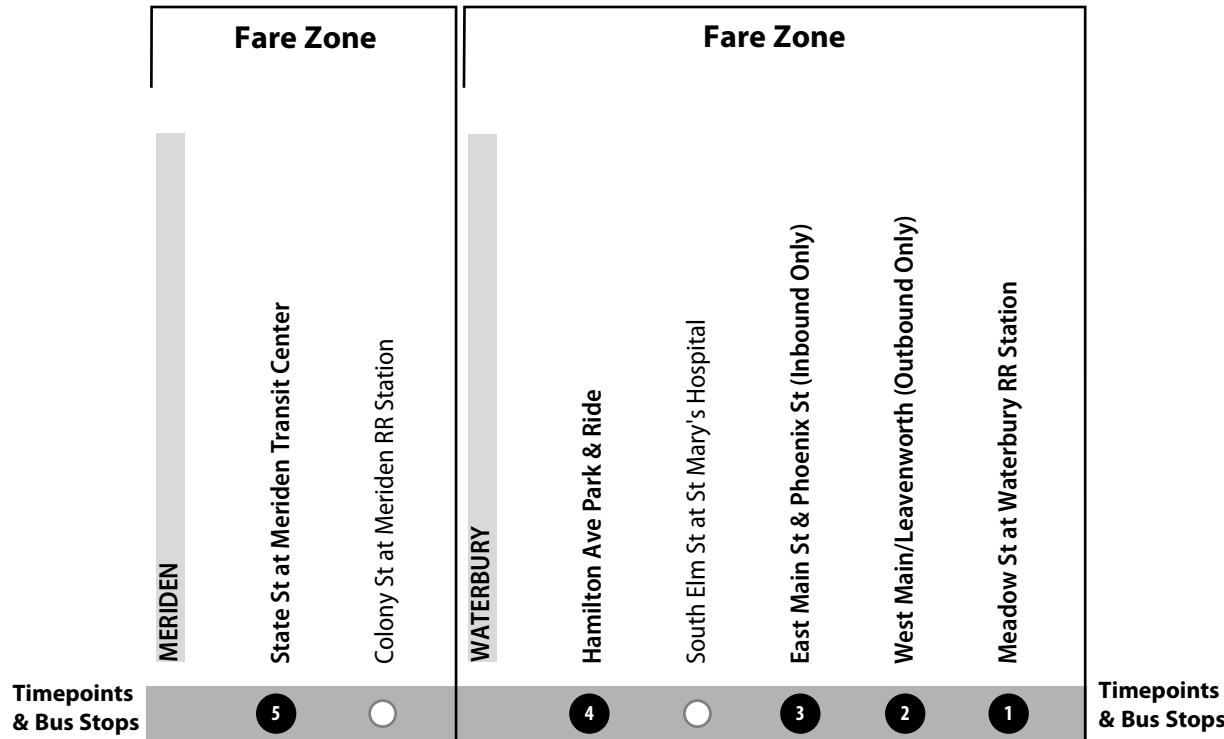 Fare Zone
Fare Zone
MERIDEN
State St at Meriden Transit Center
Colony St at Meriden RR Station
WATERBURY
Hamilton Ave Park & Ride
South Elm St at St Mary's Hospital
East Main St & Phoenix St (Inbound Only)
West Main/Leavenworth (Outbound Only)
Meadow St at Waterbury RR Station
Timepoints
& Bus Stops
5
4
3
2
1
Timepoints
& Bus Stops